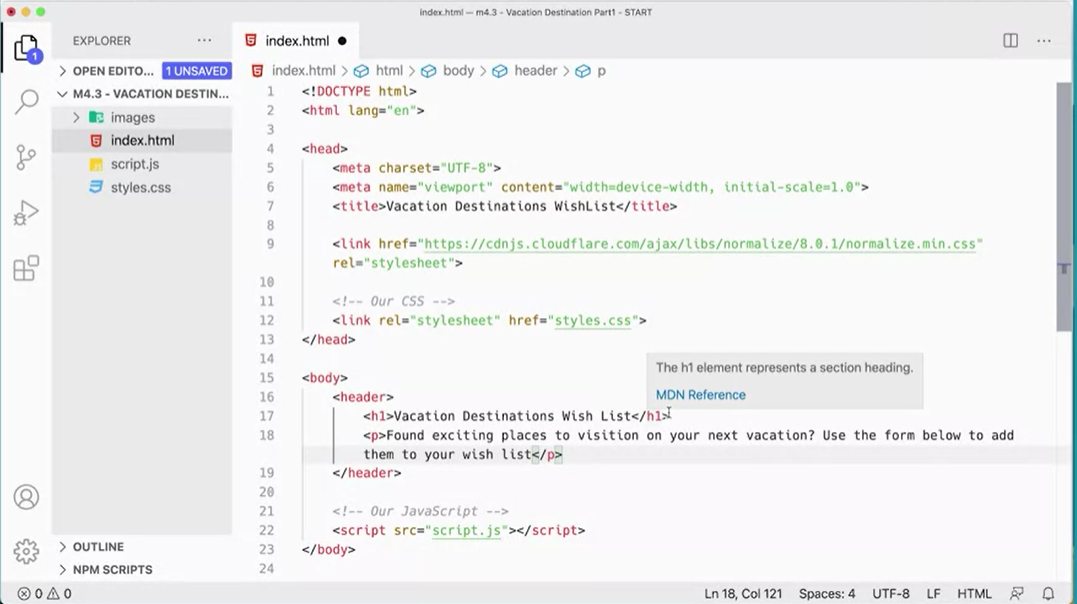 index.html — m4.3 - Vacation Destination Part1 - START
EXPLORER ···
index.html ●
1
OPEN EDITO... 1 UNSAVED
M4.3 - VACATION DESTIN...
images
index.html
script.js
styles.css
OUTLINE
NPM SCRIPTS
index.html > html > body > header > p
1 <!DOCTYPE html>
2 <html lang="en">
3
4 <head>
5 <meta charset="UTF-8">
6 <meta name="viewport" content="width=device-width, initial-scale=1.0">
7 <title>Vacation Destinations WishList</title>
8
9 <link href="https://cdnjs.cloudflare.com/ajax/libs/normalize/8.0.1/normalize.min.css"
rel="stylesheet">
10
11 <!-- Our CSS -->
12 <link rel="stylesheet" href="styles.css">
13 </head>
14
15 <body>
16 <header>
The h1 element represents a section heading.
MDN Reference
17 <h1>Vacation Destinations Wish List</h1>
18 <p>Found exciting places to visition on your next vacation? Use the form below to add
them to your wish list</p>
19 </header>
20
21 <!-- Our JavaScript -->
22 <script src="script.js"></script>
23 </body>
24
0 0 Ln 18, Col 121 Spaces: 4 UTF-8 LF HTML